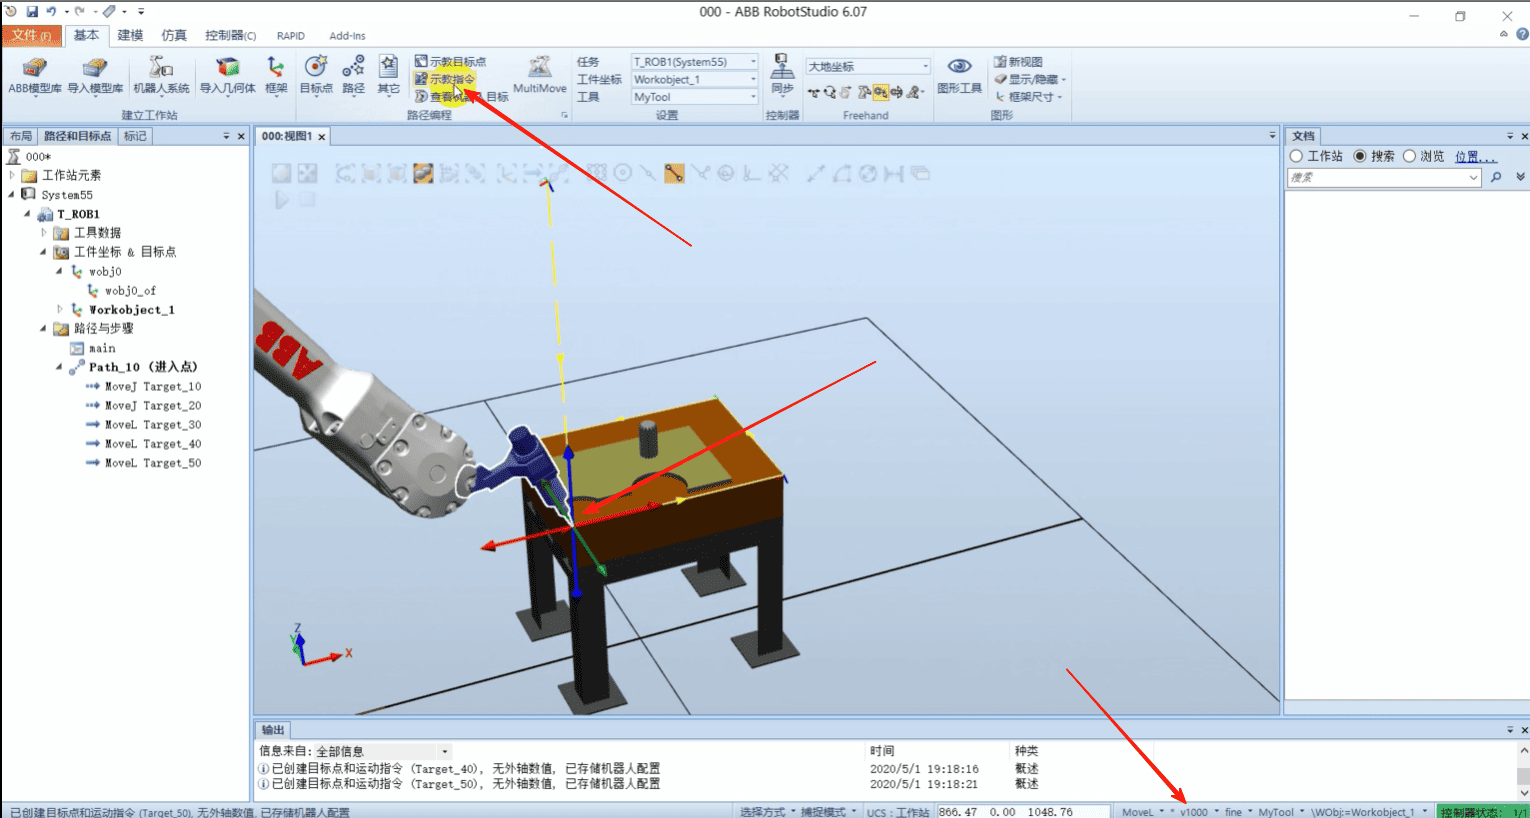 000 - ABB RobotStudio 6.07
文件(F) 基本 建模 仿真 控制器(C) RAPID Add-Ins
ABB模型库 导入模型库 机器人系统 导入几何体 框架
建立工作站
目标点 路径 其它
示教目标点
示教指令
查看机器人目标
MultiMove
路径编程
任务 T_ROB1(System55)
工件坐标 Workobject_1
工具 MyTool
设置
同步
控制器
大地坐标
Freehand
图形工具
新视图
显示/隐藏
框架尺寸
图形
布局 路径和目标点 标记
000*
工作站元素
System55
T_ROB1
工具数据
工件坐标 & 目标点
wobj0
wobj0_of
Workobject_1
路径与步骤
main
Path_10 (进入点)
MoveJ Target_10
MoveJ Target_20
MoveL Target_30
MoveL Target_40
MoveL Target_50
000:视图1
ABB
Z
Y
X
文档
工作站 搜索 浏览 位置...
搜索
输出
信息来自: 全部信息 时间 种类
已创建目标点和运动指令 (Target_40), 无外轴数值, 已存储机器人配置 2020/5/1 19:18:16 概述
已创建目标点和运动指令 (Target_50), 无外轴数值, 已存储机器人配置 2020/5/1 19:18:21 概述
已创建目标点和运动指令 (Target_50), 无外轴数值, 已存储机器人配置 选择方式 捕捉模式 UCS : 工作站 866.47 0.00 1048.76 MoveL * v1000 fine MyTool \WObj:=Workobject_1 控制器状态: 1/1